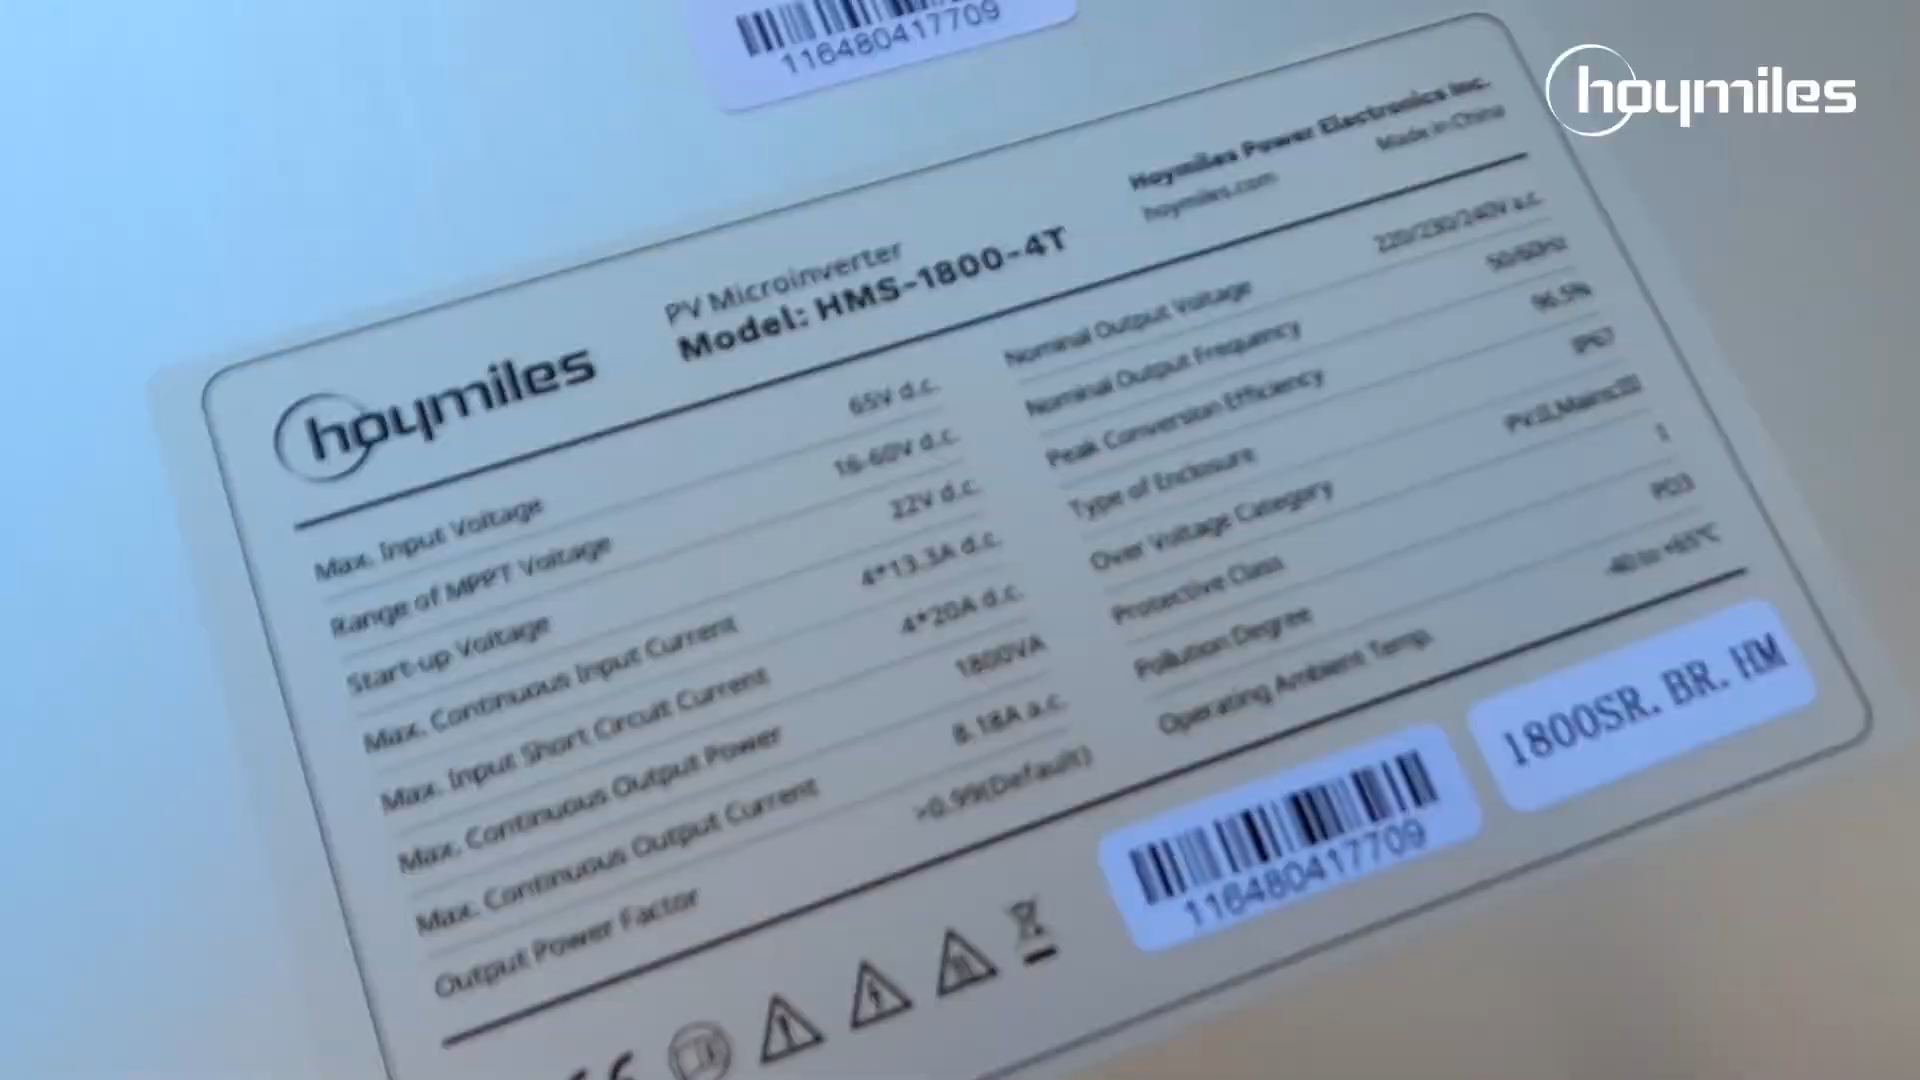 116480417709
hoymiles
Hoymiles Power Electronics Inc.
hoymiles.com Made in China
PV Microinverter
Model: HMS-1800-4T
hoymiles
Max. Input Voltage 65V d.c.
Range of MPPT Voltage 16-60V d.c.
Start-up Voltage 22V d.c.
Max. Continuous Input Current 4*13.3A d.c.
Max. Input Short Circuit Current 4*20A d.c.
Max. Continuous Output Power 1800VA
Max. Continuous Output Current 8.18A a.c.
Output Power Factor >0.99(Default)
Nominal Output Voltage 220/230/240V a.c.
Nominal Output Frequency 50/60Hz
Peak Conversion Efficiency 96.5%
Type of Enclosure IP67
Over Voltage Category PV:II,Mains:III
Protective Class I
Pollution Degree PD3
Operating Ambient Temp. -40 to +65℃
116480417709
1800SR. BR. HM